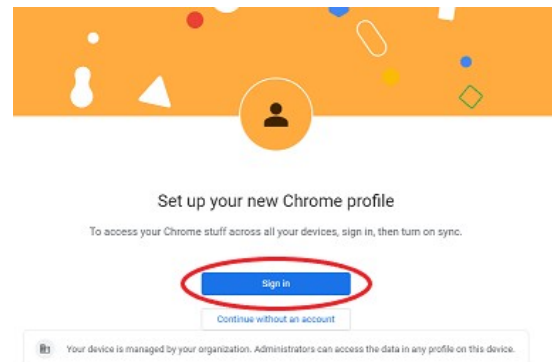 Set up your new Chrome profile
To access your Chrome stuff across all your devices, sign in, then turn on sync.
Sign in
Continue without an account
Your device is managed by your organization. Administrators can access the data in any profile on this device.